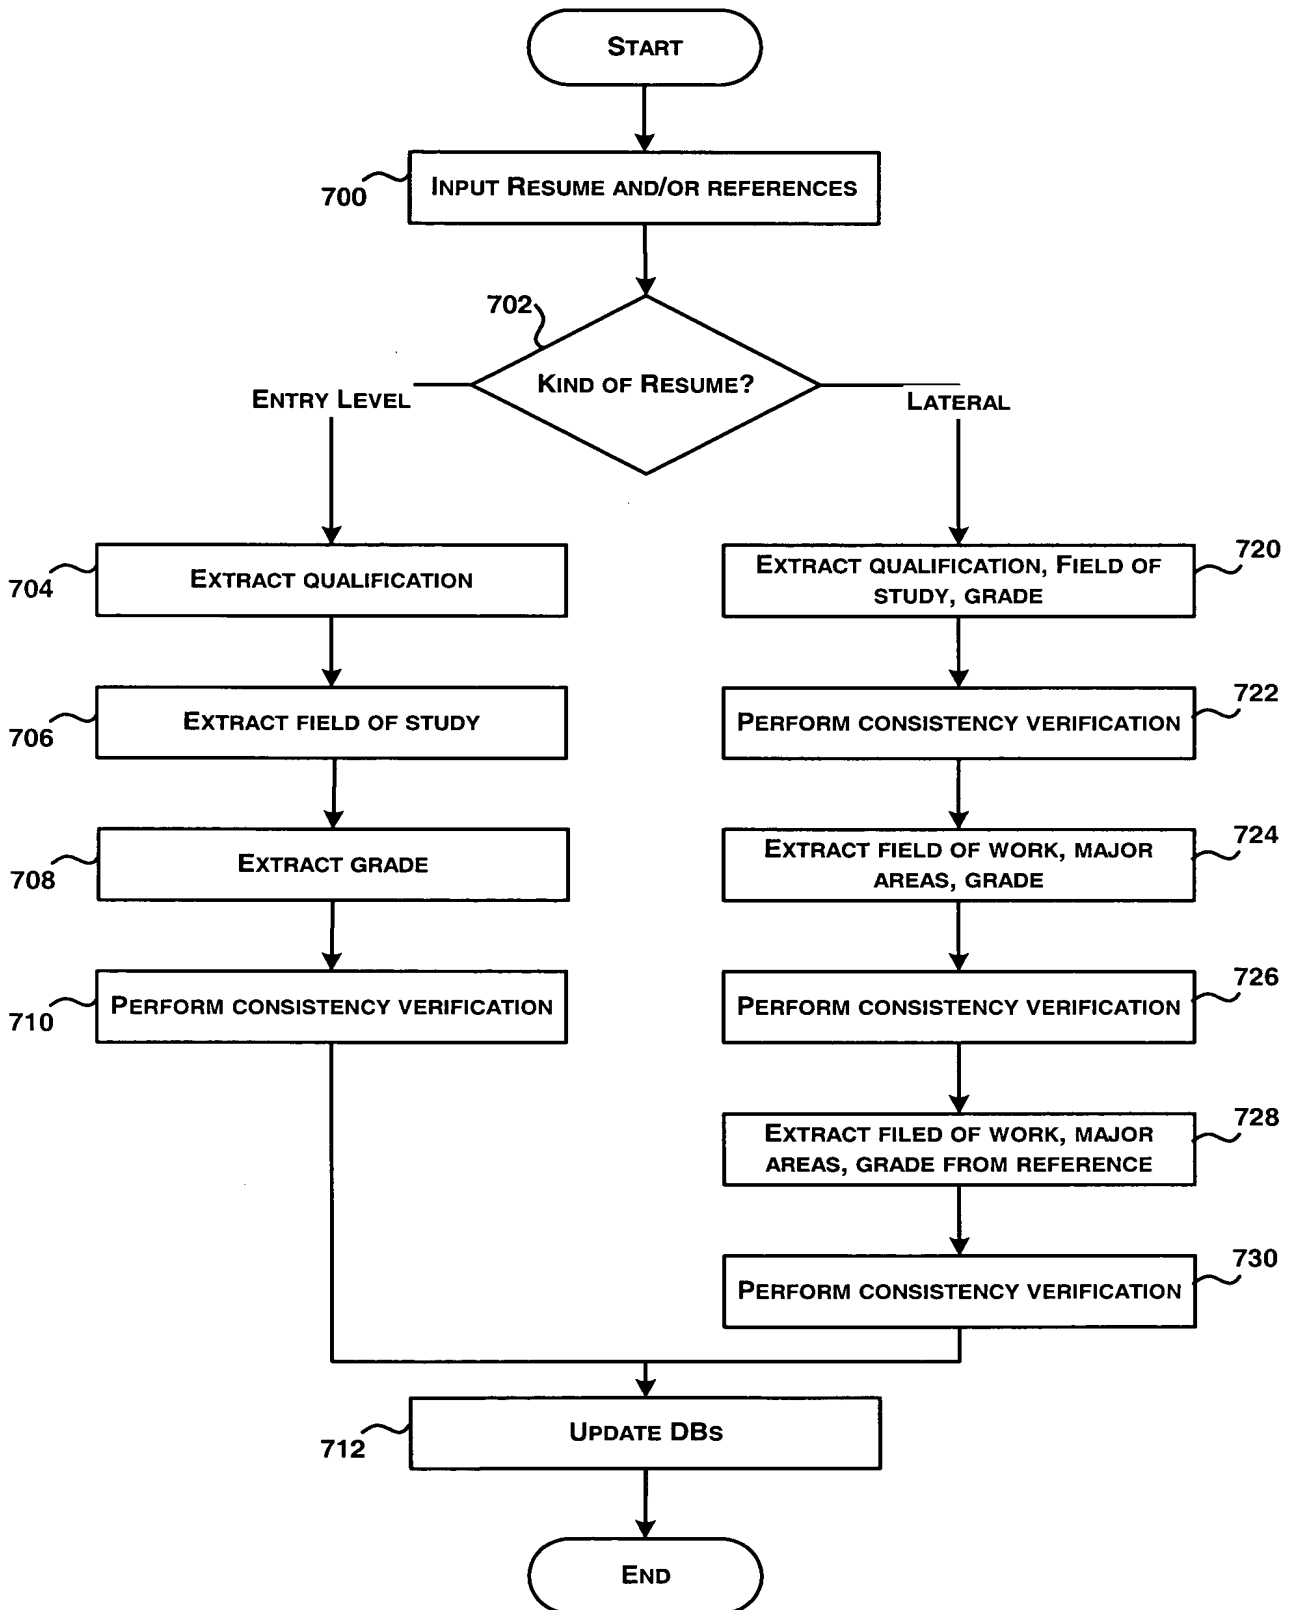 START
INPUT RESUME AND/OR REFERENCES
700
702
KIND OF RESUME?
ENTRY LEVEL
LATERAL
EXTRACT QUALIFICATION
704
EXTRACT FIELD OF STUDY
706
EXTRACT GRADE
708
PERFORM CONSISTENCY VERIFICATION
710
EXTRACT QUALIFICATION, FIELD OF
STUDY, GRADE
720
PERFORM CONSISTENCY VERIFICATION
722
EXTRACT FIELD OF WORK, MAJOR
AREAS, GRADE
724
PERFORM CONSISTENCY VERIFICATION
726
EXTRACT FILED OF WORK, MAJOR
AREAS, GRADE FROM REFERENCE
728
PERFORM CONSISTENCY VERIFICATION
730
UPDATE DBS
712
END